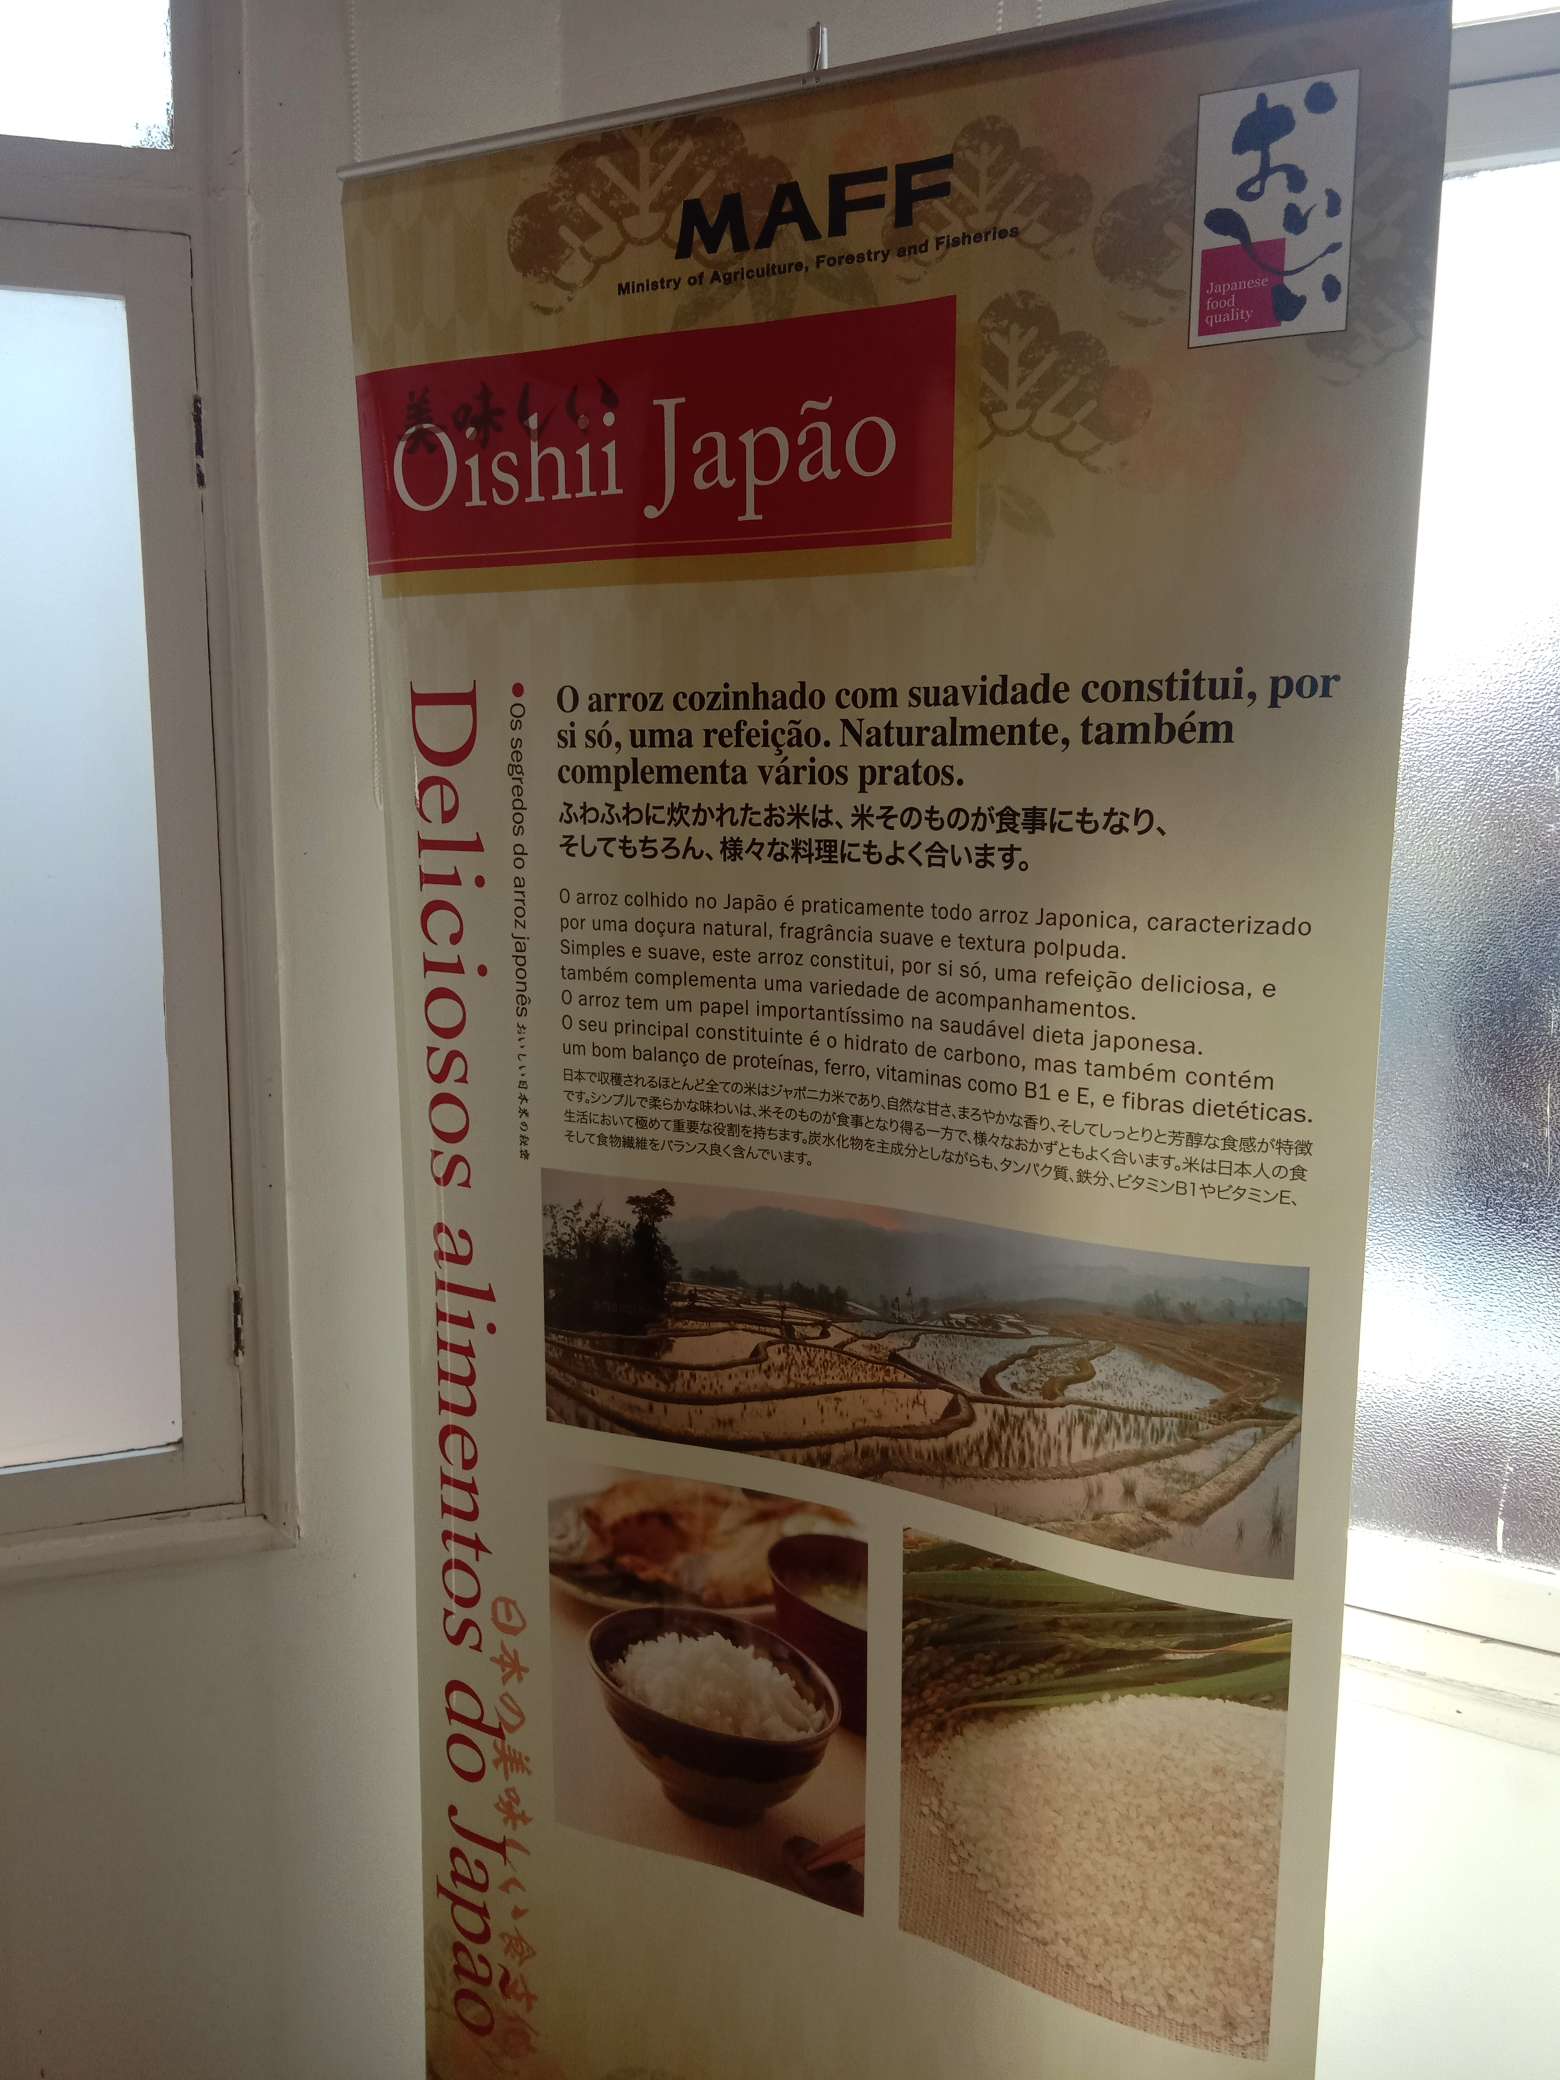 MAFF
Ministry of Agriculture, Forestry and Fisheries
おいしい
Japanese
food
quality
美味しい
Oishii Japão
Deliciosos alimentos do Japão
日本の美味しい食
•Os segredos do arroz japonês おいしい日本米の秘密
O arroz cozinhado com suavidade constitui, por
si só, uma refeição. Naturalmente, também
complementa vários pratos.
ふわふわに炊かれたお米は、米そのものが食事にもなり、
そしてもちろん、様々な料理にもよく合います。
O arroz colhido no Japão é praticamente todo arroz Japonica, caracterizado
por uma doçura natural, fragrância suave e textura polpuda.
Simples e suave, este arroz constitui, por si só, uma refeição deliciosa, e
também complementa uma variedade de acompanhamentos.
O arroz tem um papel importantíssimo na saudável dieta japonesa.
O seu principal constituinte é o hidrato de carbono, mas também contém
um bom balanço de proteínas, ferro, vitaminas como B1 e E, e fibras dietéticas.
日本で収穫されるほとんど全ての米はジャポニカ米であり、自然な甘さ、まろやかな香り、そしてしっとりと芳醇な食感が特徴
です。シンプルで柔らかな味わいは、米そのものが食事となり得る一方で、様々なおかずともよく合います。米は日本人の食
生活において極めて重要な役割を持ちます。炭水化物を主成分としながらも、タンパク質、鉄分、ビタミンB1やビタミンE、
そして食物繊維をバランス良く含んでいます。